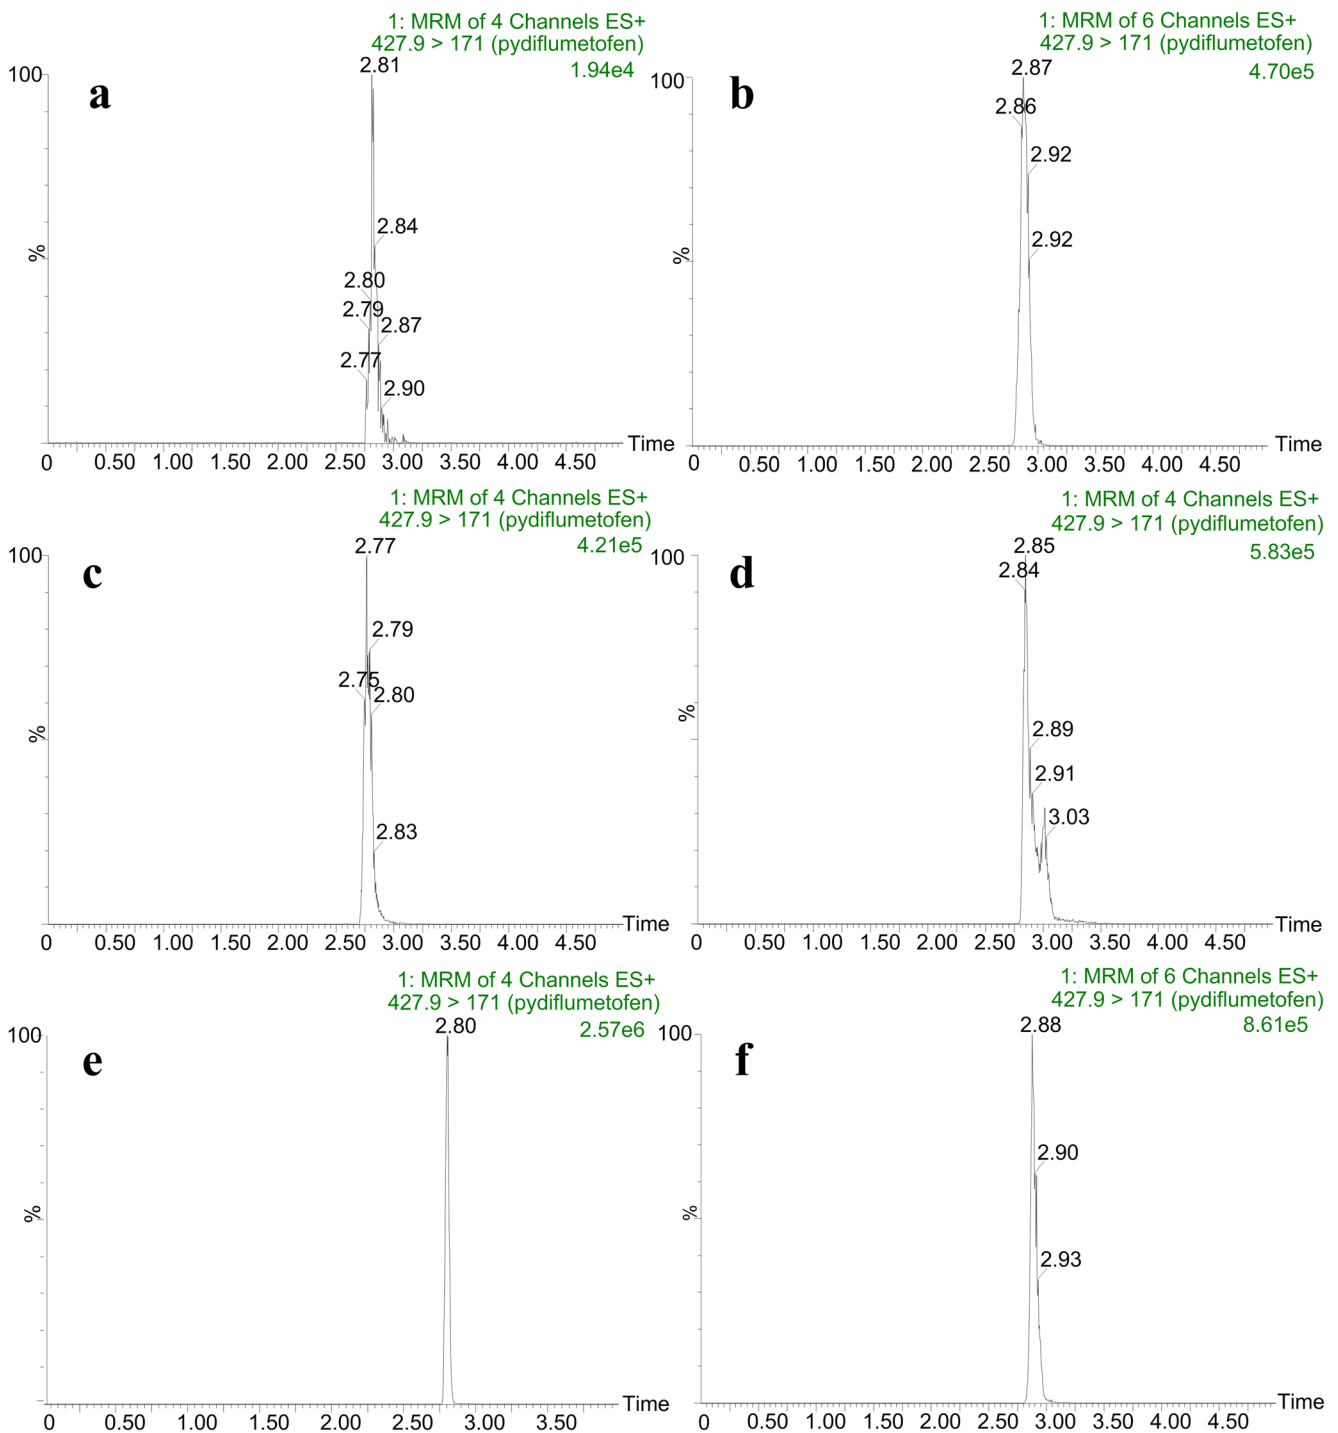 1: MRM of 4 Channels ES+
427.9 > 171 (pydiflumetofen)
1.94e4
100
2.81
a
2.84
%
2.80
2.79
2.87
2.77
2.90
Time
0 0.50 1.00 1.50 2.00 2.50 3.00 3.50 4.00 4.50
1: MRM of 6 Channels ES+
427.9 > 171 (pydiflumetofen)
4.70e5
100
2.87
b
2.86
2.92
2.92
%
Time
0 0.50 1.00 1.50 2.00 2.50 3.00 3.50 4.00 4.50
1: MRM of 4 Channels ES+
427.9 > 171 (pydiflumetofen)
4.21e5
100
2.77
c
2.79
2.75
2.80
%
2.83
Time
0 0.50 1.00 1.50 2.00 2.50 3.00 3.50 4.00 4.50
1: MRM of 4 Channels ES+
427.9 > 171 (pydiflumetofen)
5.83e5
100
2.85
d
2.84
%
2.89
2.91
3.03
Time
0 0.50 1.00 1.50 2.00 2.50 3.00 3.50 4.00 4.50
1: MRM of 4 Channels ES+
427.9 > 171 (pydiflumetofen)
2.57e6
100
2.80
e
%
Time
0 0.50 1.00 1.50 2.00 2.50 3.00 3.50
1: MRM of 6 Channels ES+
427.9 > 171 (pydiflumetofen)
8.61e5
100
2.88
f
2.90
%
2.93
Time
0 0.50 1.00 1.50 2.00 2.50 3.00 3.50 4.00 4.50